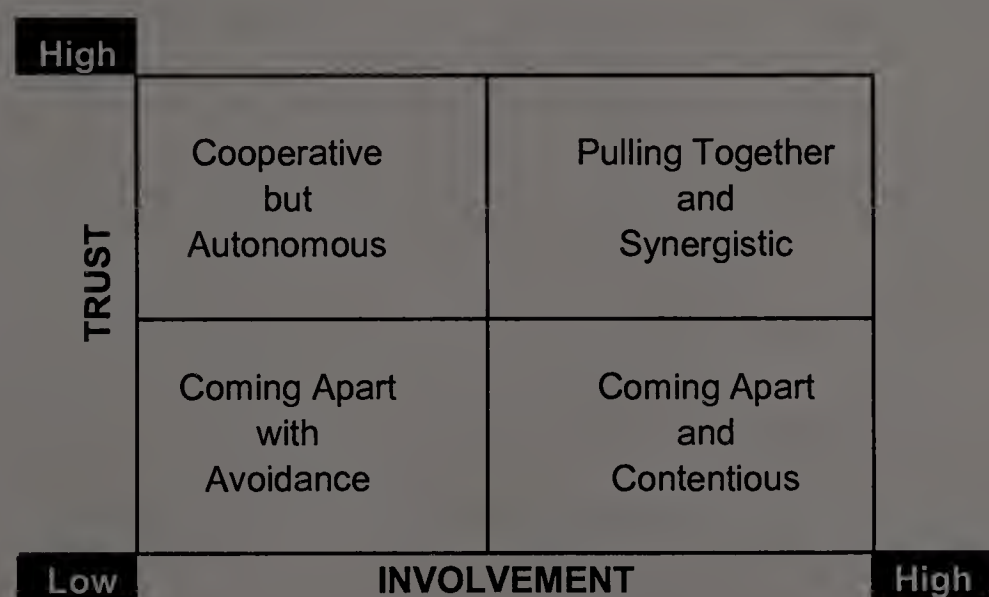 High
Cooperative
but
Autonomous
Pulling Together
and
Synergistic
TRUST
Coming Apart
with
Avoidance
Coming Apart
and
Contentious
Low
INVOLVEMENT
High